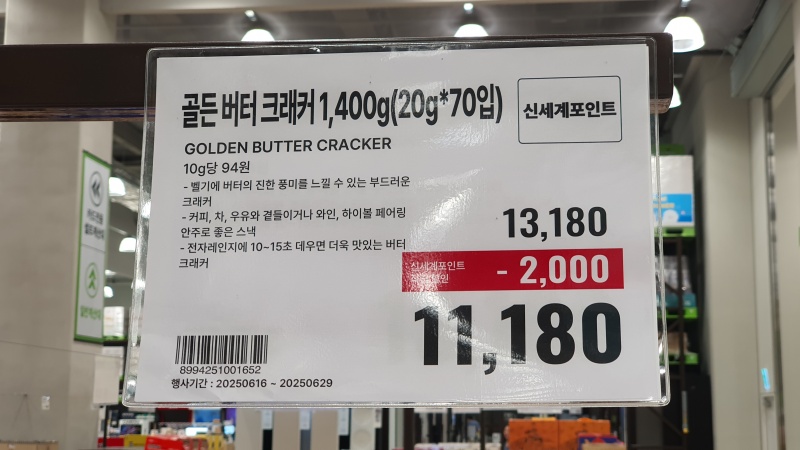 골든 버터 크래커 1,400g(20g*70입)
신세계포인트
GOLDEN BUTTER CRACKER
10g당 94원
- 벨기에 버터의 진한 풍미를 느낄 수 있는 부드러운
크래커
- 커피, 차, 우유와 곁들이거나 와인, 하이볼 페어링
안주로 좋은 스낵
- 전자레인지에 10~15초 데우면 더욱 맛있는 버터
크래커
13,180
신세계포인트
- 2,000
11,180
8994251001652
행사기간 : 20250616 ~ 20250629